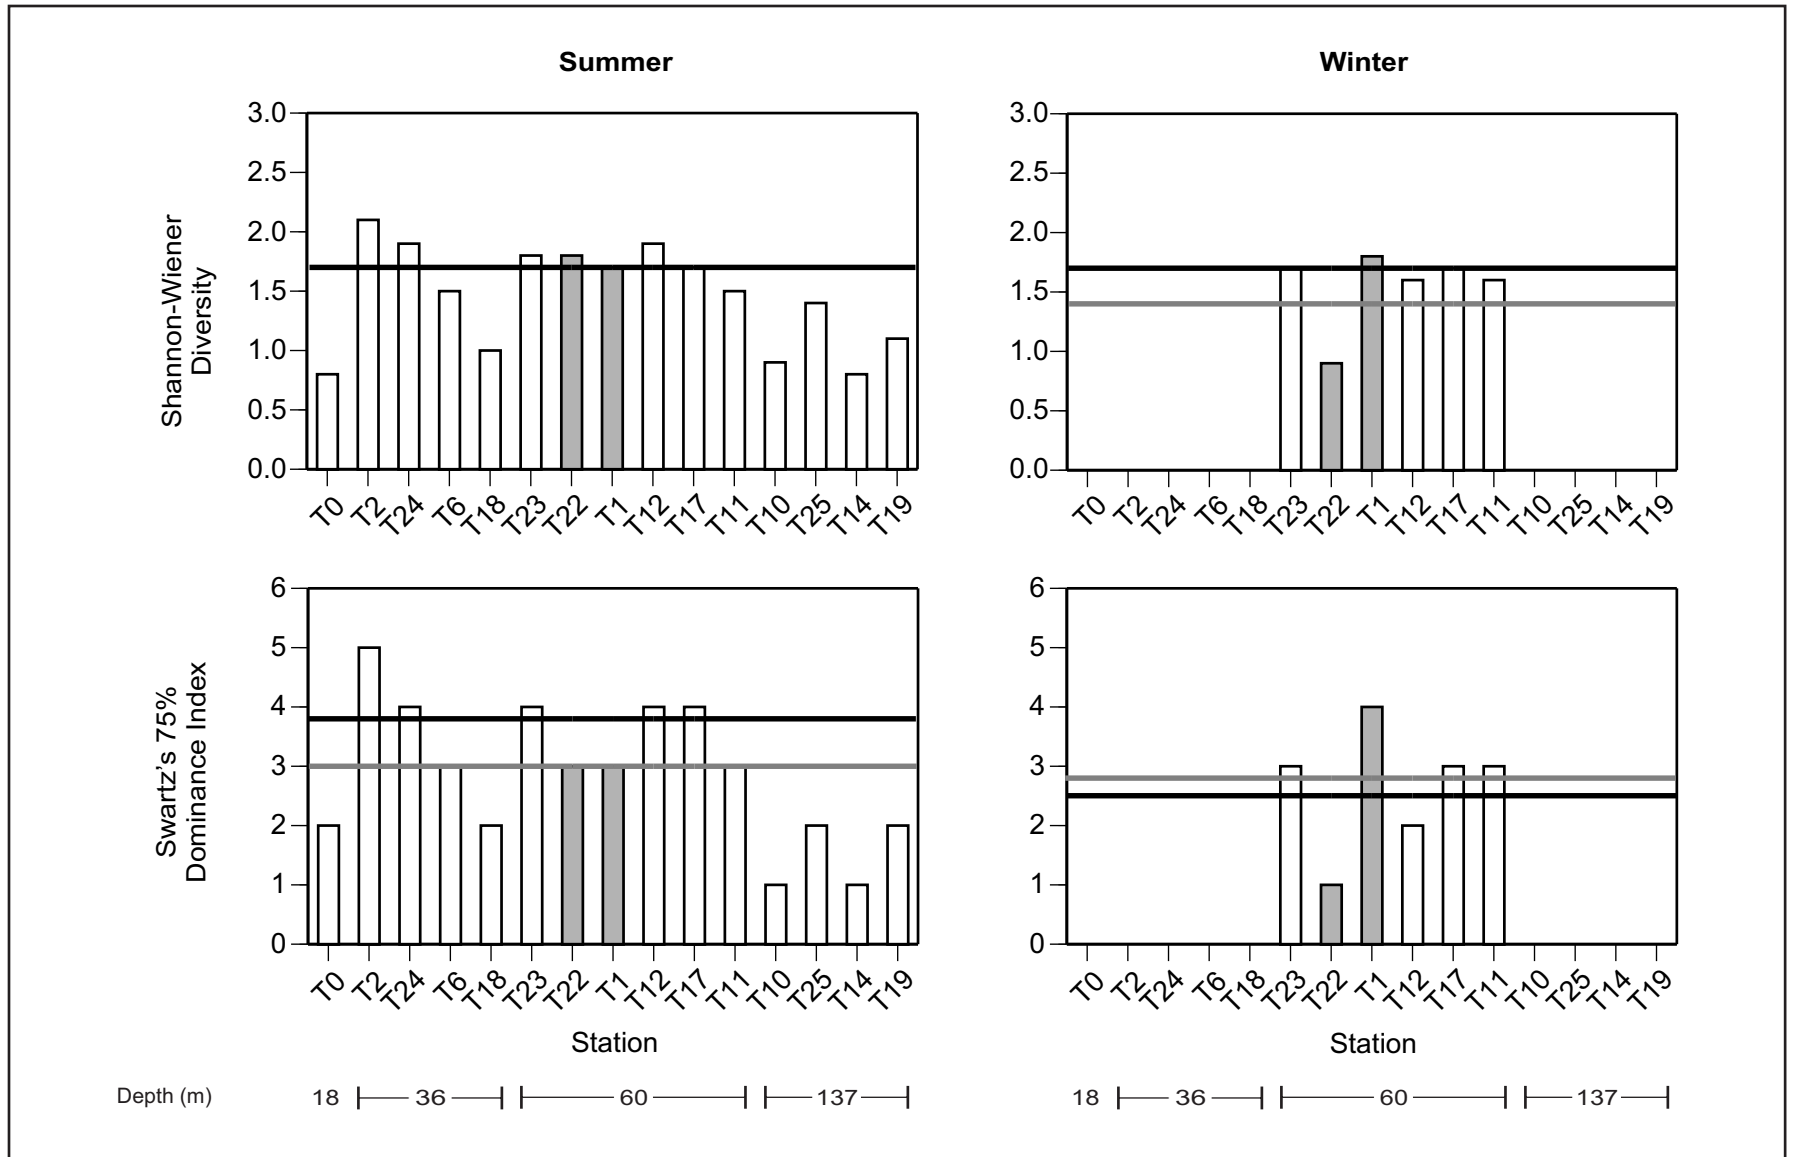 Summer
Winter
3.0
2.5
2.0
1.5
1.0
0.5
0.0
Shannon-Wiener
Diversity
T0 T2 T24 T6 T18 T23 T22 T1 T12 T17 T11 T10 T25 T14 T19
3.0
2.5
2.0
1.5
1.0
0.5
0.0
T0 T2 T24 T6 T18 T23 T22 T1 T12 T17 T11 T10 T25 T14 T19
6
5
4
3
2
1
0
Swartz’s 75%
Dominance Index
T0 T2 T24 T6 T18 T23 T22 T1 T12 T17 T11 T10 T25 T14 T19
Station
6
5
4
3
2
1
0
T0 T2 T24 T6 T18 T23 T22 T1 T12 T17 T11 T10 T25 T14 T19
Station
Depth (m) 18 36 60 137 18 36 60 137